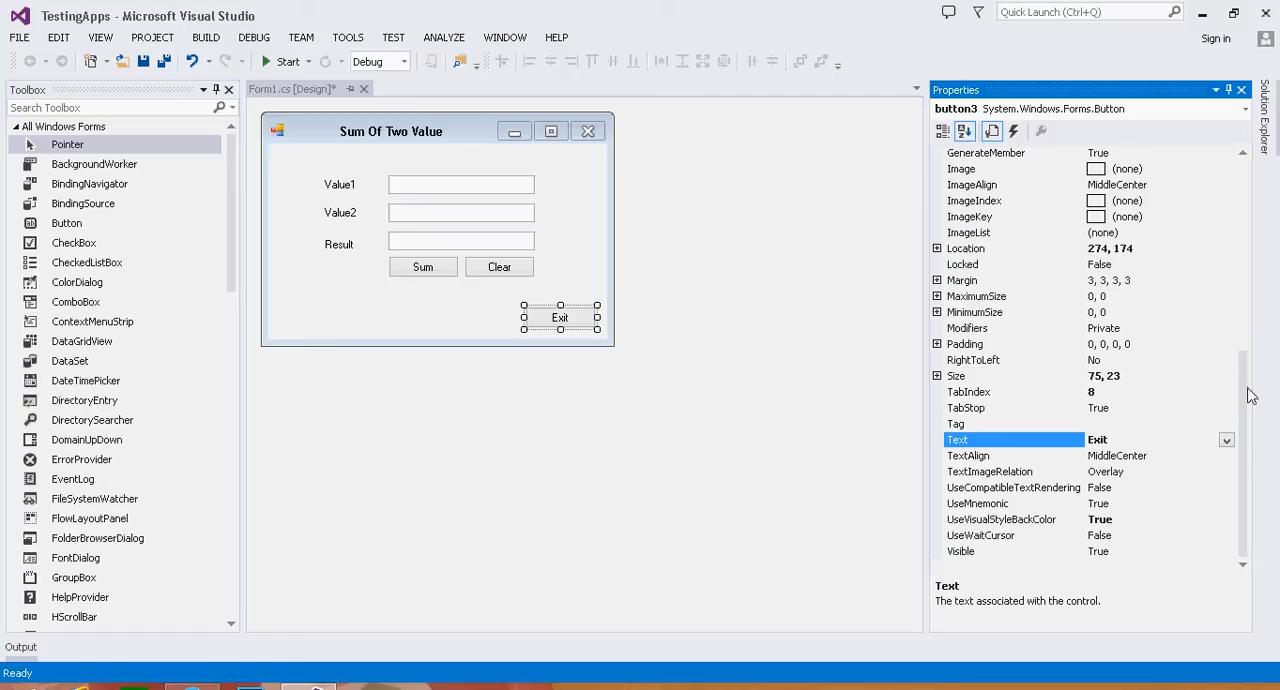 TestingApps - Microsoft Visual Studio
Quick Launch (Ctrl+Q)
FILE EDIT VIEW PROJECT BUILD DEBUG TEAM TOOLS TEST ANALYZE WINDOW HELP
Sign in
Start Debug
Toolbox
Search Toolbox
All Windows Forms
Pointer
BackgroundWorker
BindingNavigator
BindingSource
Button
CheckBox
CheckedListBox
ColorDialog
ComboBox
ContextMenuStrip
DataGridView
DataSet
DateTimePicker
DirectoryEntry
DirectorySearcher
DomainUpDown
ErrorProvider
EventLog
FileSystemWatcher
FlowLayoutPanel
FolderBrowserDialog
FontDialog
GroupBox
HelpProvider
HScrollBar
Form1.cs [Design]*
Sum Of Two Value
Value1
Value2
Result
Sum Clear
Exit
Properties
button3 System.Windows.Forms.Button
GenerateMember True
Image (none)
ImageAlign MiddleCenter
ImageIndex (none)
ImageKey (none)
ImageList (none)
Location 274, 174
Locked False
Margin 3, 3, 3, 3
MaximumSize 0, 0
MinimumSize 0, 0
Modifiers Private
Padding 0, 0, 0, 0
RightToLeft No
Size 75, 23
TabIndex 8
TabStop True
Tag
Text Exit
TextAlign MiddleCenter
TextImageRelation Overlay
UseCompatibleTextRendering False
UseMnemonic True
UseVisualStyleBackColor True
UseWaitCursor False
Visible True
Text
The text associated with the control.
Solution Explorer
Output
Ready